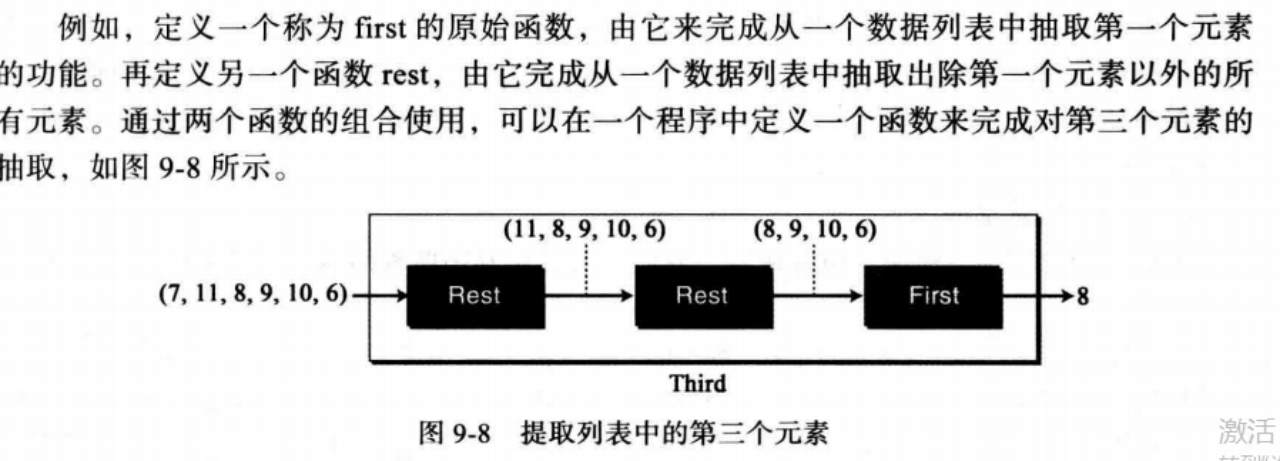 例如，定义一个称为 first 的原始函数，由它来完成从一个数据列表中抽取第一个元素
的功能。再定义另一个函数 rest，由它完成从一个数据列表中抽取出除第一个元素以外的所
有元素。通过两个函数的组合使用，可以在一个程序中定义一个函数来完成对第三个元素的
抽取，如图 9-8 所示。
(11, 8, 9, 10, 6) (8, 9, 10, 6)
(7, 11, 8, 9, 10, 6) Rest Rest First 8
Third
图 9-8 提取列表中的第三个元素
激活